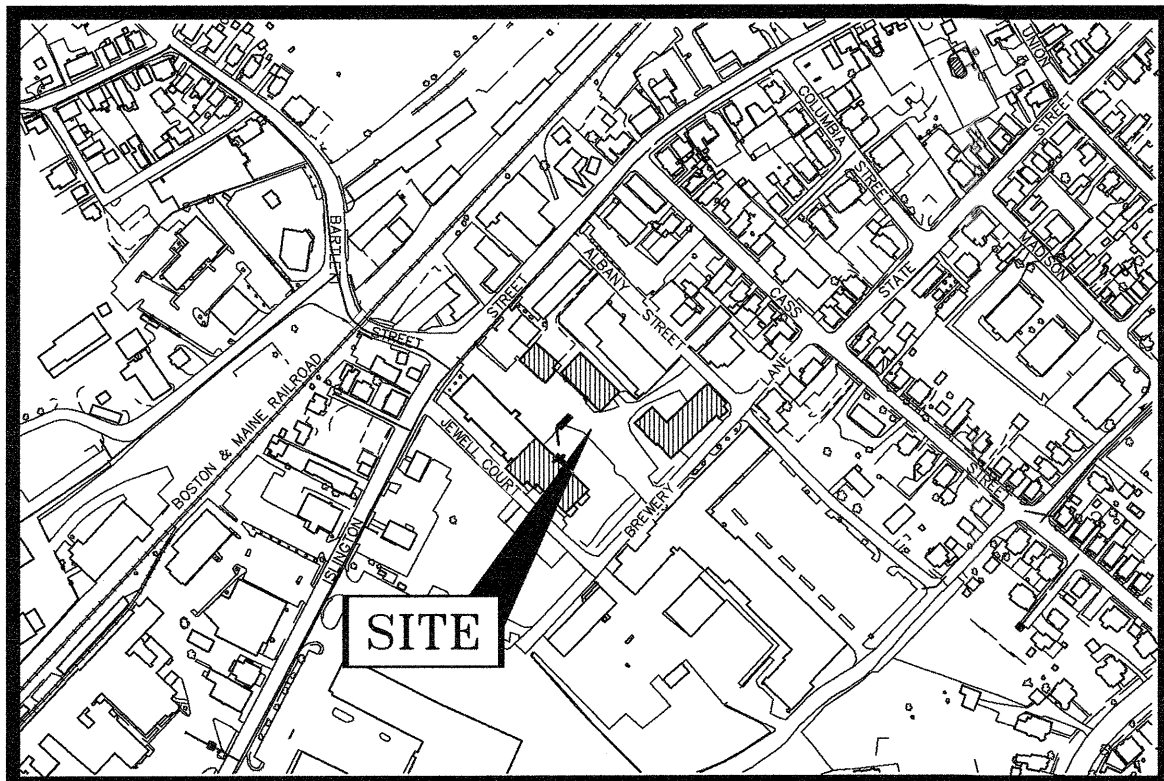 UNION
STREET
COLUMBIA
STREET
MADISON
BARTLETT
STREET
ALBANY
STREET
STATE
CASS
STREET
LANE
BREWERY
STREET
ISLINGTON
JEWELL COURT
BOSTON & MAINE RAILROAD
SITE